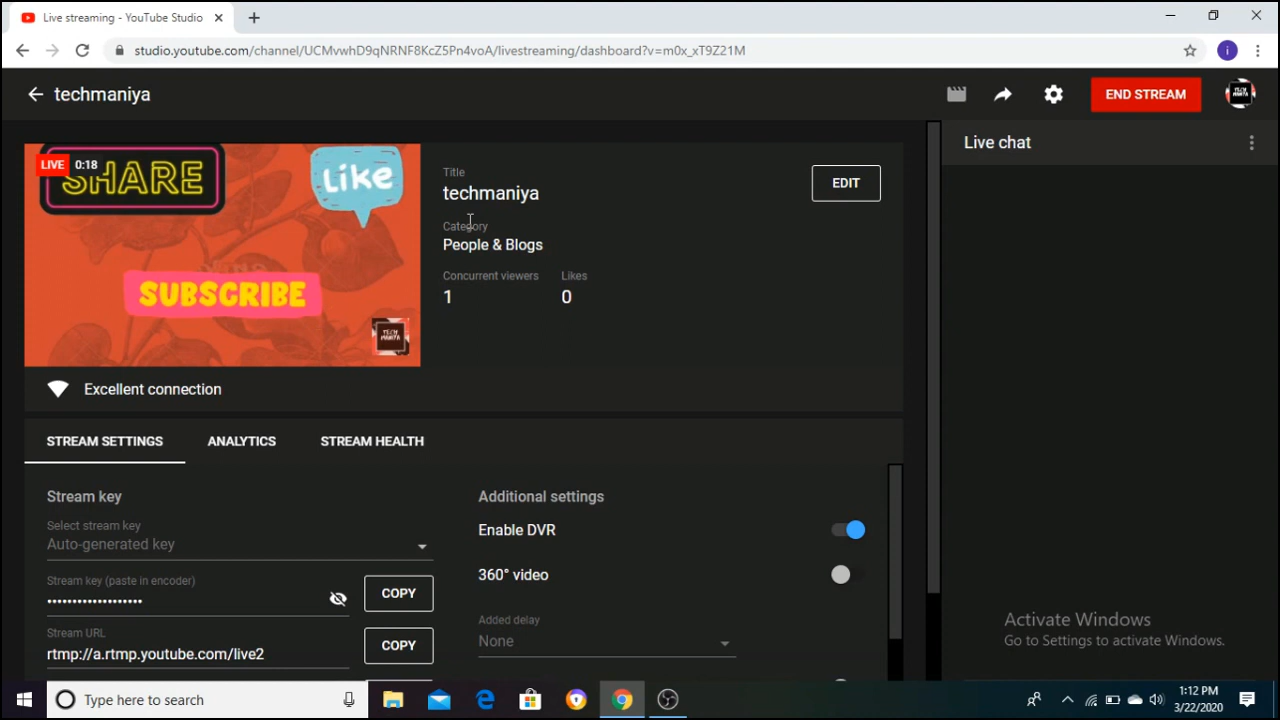 Live streaming - YouTube Studio
studio.youtube.com/channel/UCMvwhD9qNRNF8KcZ5Pn4voA/livestreaming/dashboard?v=m0x_xT9Z21M
i
techmaniya
END STREAM
TECH MANIYA
LIVE 0:18
SHARE
Like
SUBSCRIBE
TECH
MANIYA
Title
techmaniya
EDIT
Category
People & Blogs
Concurrent viewers Likes
1 0
Excellent connection
Live chat
STREAM SETTINGS ANALYTICS STREAM HEALTH
Stream key
Select stream key
Auto-generated key
Stream key (paste in encoder)
•••••••••••••••••••
COPY
Stream URL
rtmp://a.rtmp.youtube.com/live2
COPY
Additional settings
Enable DVR
360° video
Added delay
None
Activate Windows
Go to Settings to activate Windows.
Type here to search
1:12 PM
3/22/2020